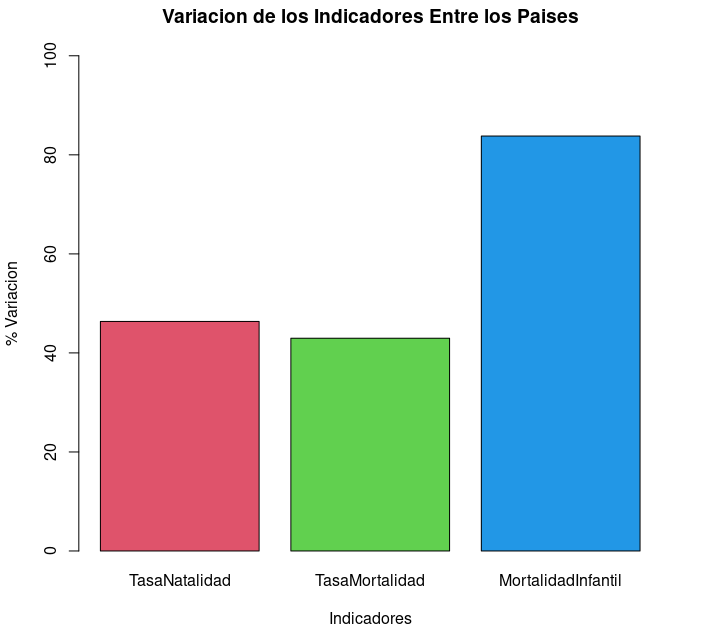 Variacion de los Indicadores Entre los Paises
% Variacion
100
80
60
40
20
0
TasaNatalidad
TasaMortalidad
MortalidadInfantil
Indicadores